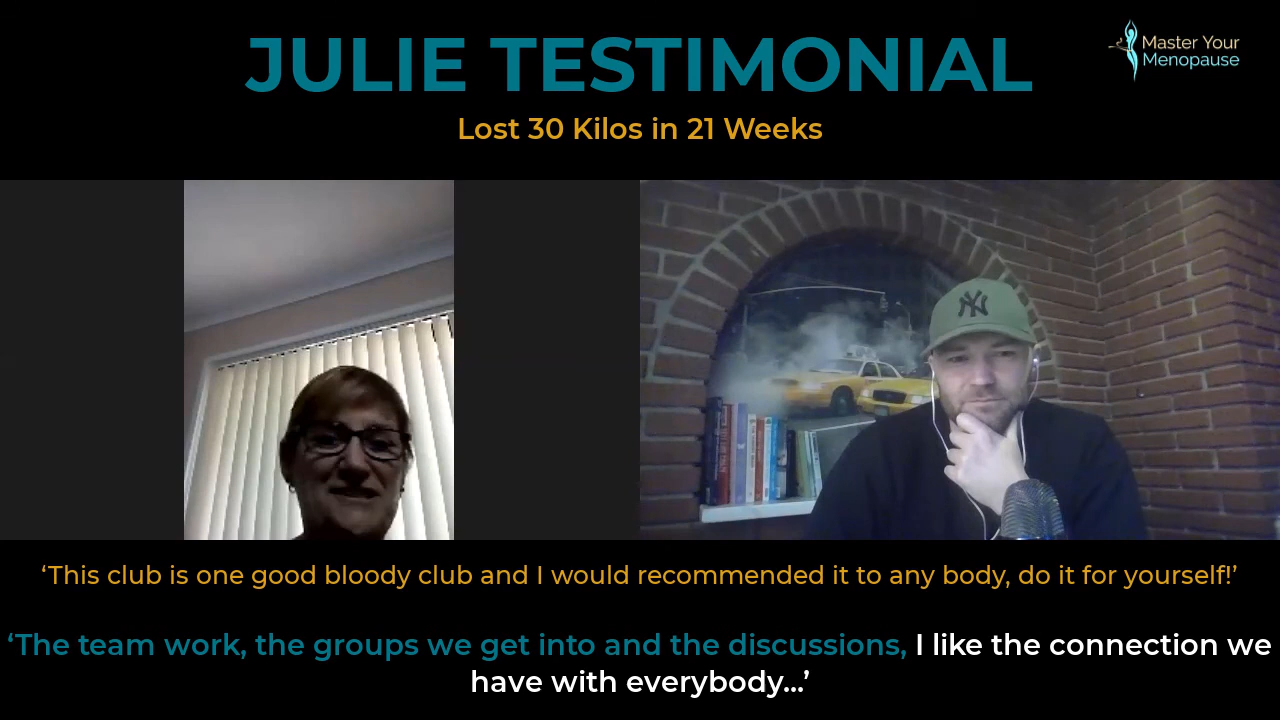 JULIE TESTIMONIAL
Master Your
Menopause
Lost 30 Kilos in 21 Weeks
NY
‘This club is one good bloody club and I would recommended it to any body, do it for yourself!’
‘The team work, the groups we get into and the discussions, I like the connection we
have with everybody...’